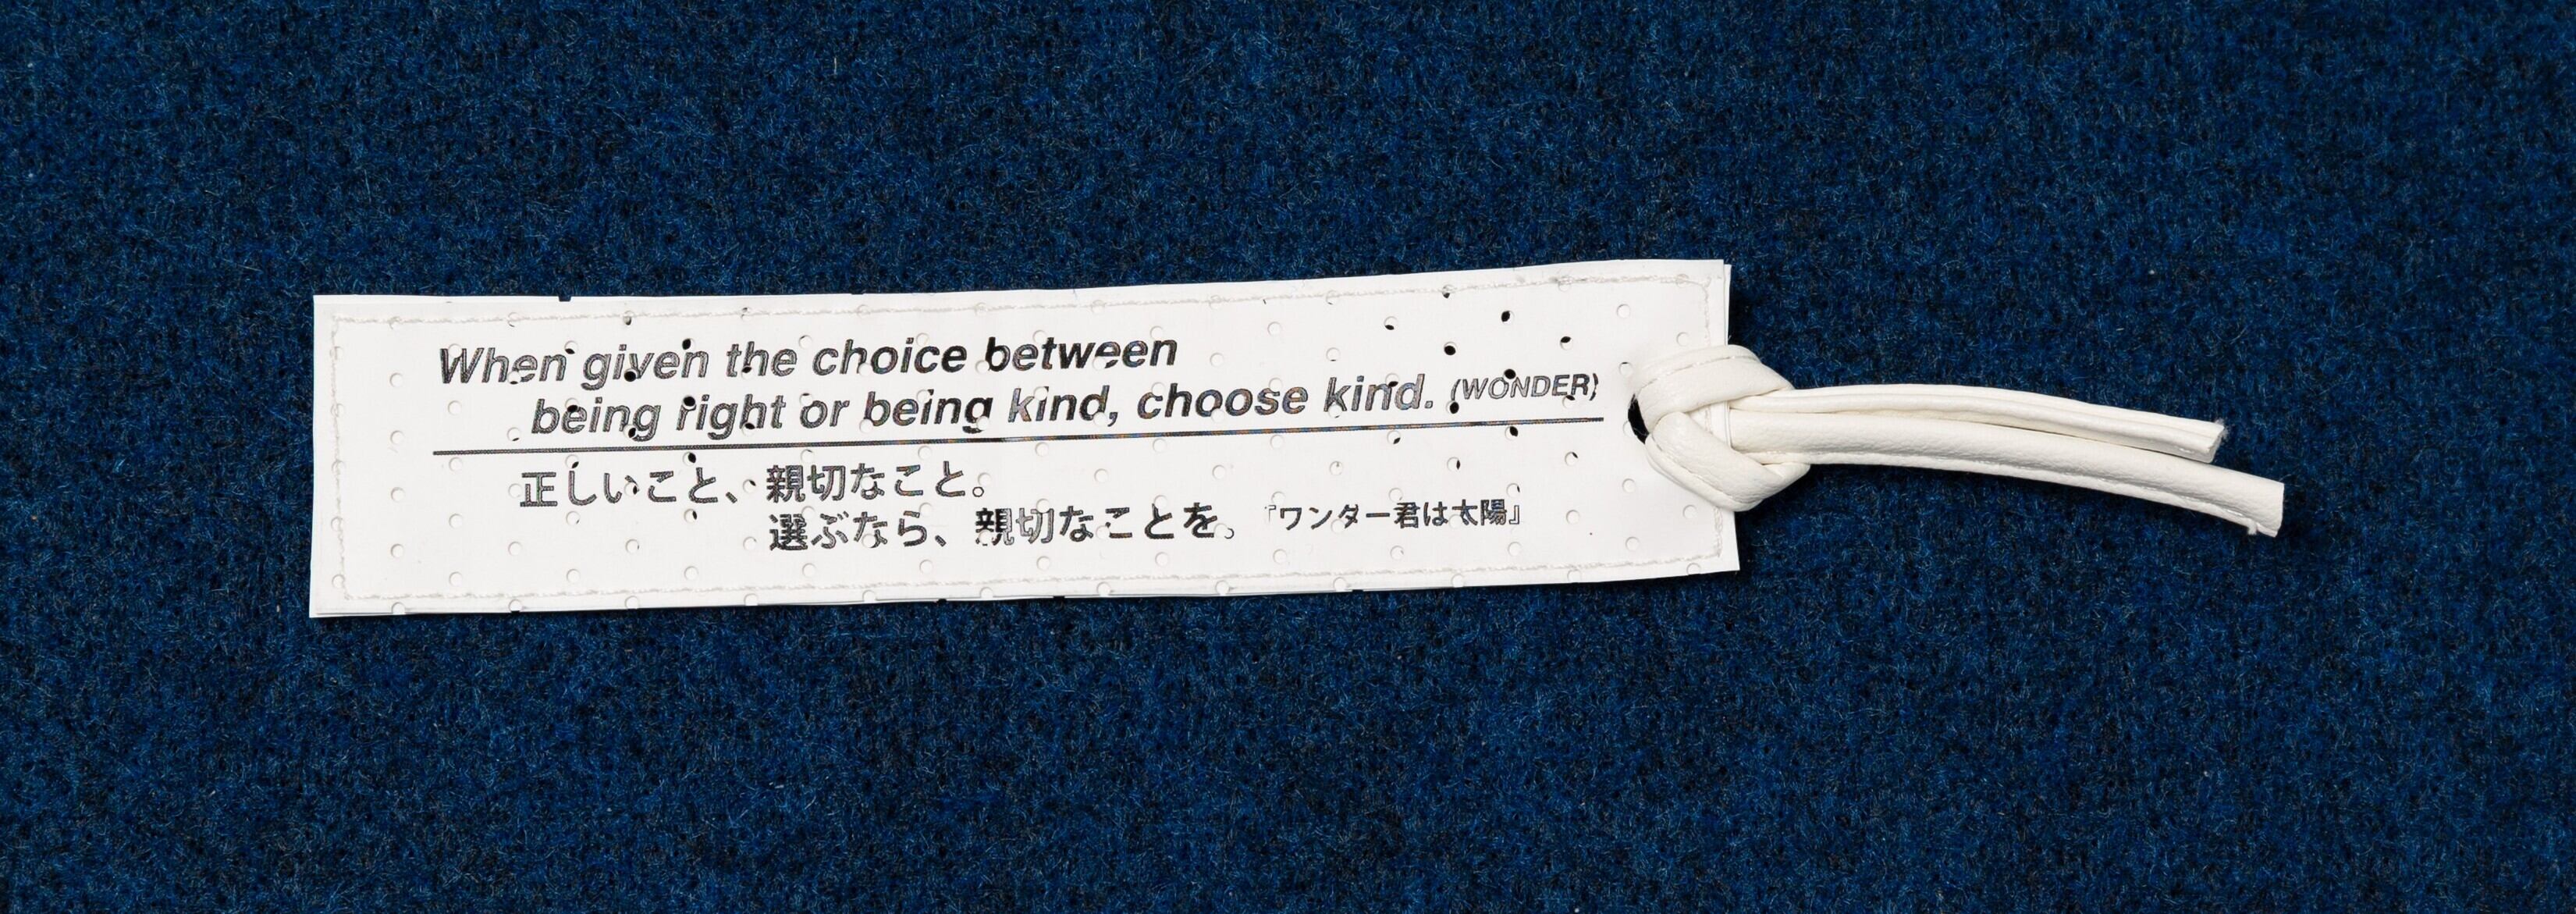 When given the choice between
being right or being kind, choose kind. (WONDER)
正しいこと、親切なこと。
選ぶなら、親切なことを。『ワンダー君は太陽』